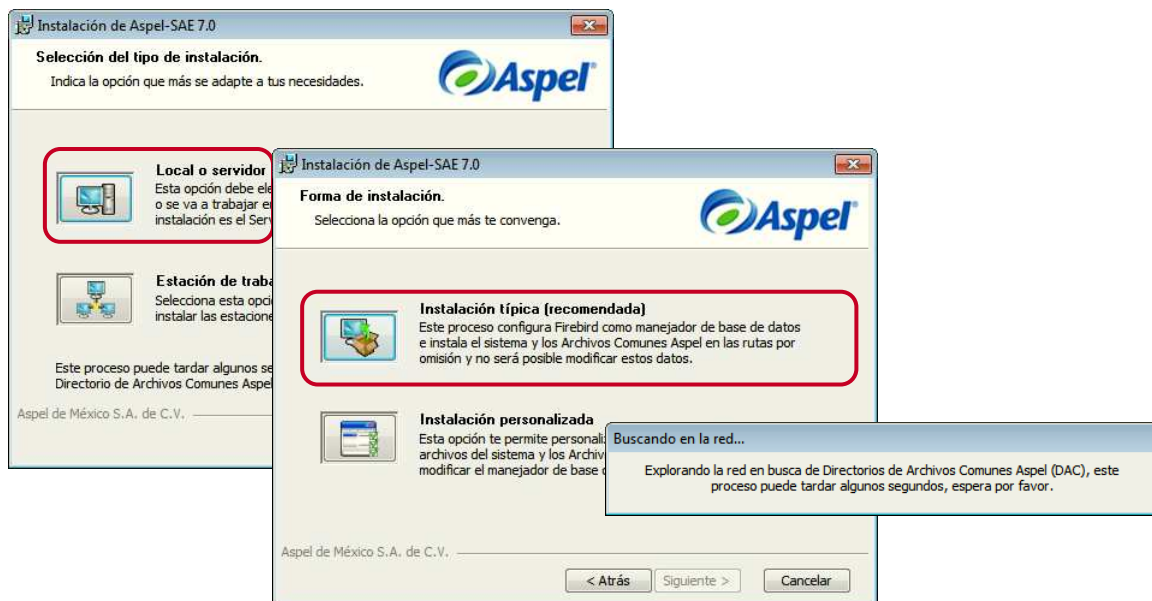 Instalación de Aspel-SAE 7.0
Selección del tipo de instalación.
Indica la opción que más se adapte a tus necesidades.
Aspel
Local o servidor
Esta opción debe ele
o se va a trabajar e
instalación es el Ser
Estación de traba
Selecciona esta opci
instalar las estacione
Este proceso puede tardar algunos se
Directorio de Archivos Comunes Aspel
Aspel de México S.A. de C.V.
Instalación de Aspel-SAE 7.0
Forma de instalación.
Selecciona la opción que más te convenga.
Aspel
Instalación típica (recomendada)
Este proceso configura Firebird como manejador de base de datos
e instala el sistema y los Archivos Comunes Aspel en las rutas por
omisión y no será posible modificar estos datos.
Instalación personalizada
Esta opción te permite personali
archivos del sistema y los Archiv
modificar el manejador de base
Aspel de México S.A. de C.V.
< Atrás Siguiente > Cancelar
Buscando en la red...
Explorando la red en busca de Directorios de Archivos Comunes Aspel (DAC), este
proceso puede tardar algunos segundos, espera por favor.